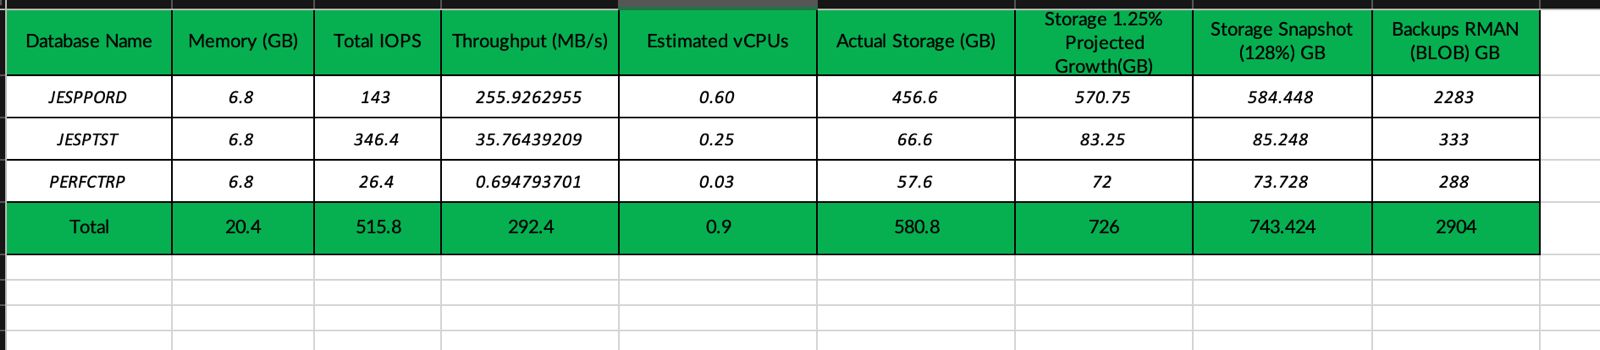 Database Name Memory (GB) Total IOPS Throughput (MB/s) Estimated vCPUs Actual Storage (GB) Storage 1.25% Projected Growth(GB) Storage Snapshot (128%) GB Backups RMAN (BLOB) GB
JESPPORD 6.8 143 255.9262955 0.60 456.6 570.75 584.448 2283
JESPTST 6.8 346.4 35.76439209 0.25 66.6 83.25 85.248 333
PERFCTRP 6.8 26.4 0.694793701 0.03 57.6 72 73.728 288
Total 20.4 515.8 292.4 0.9 580.8 726 743.424 2904